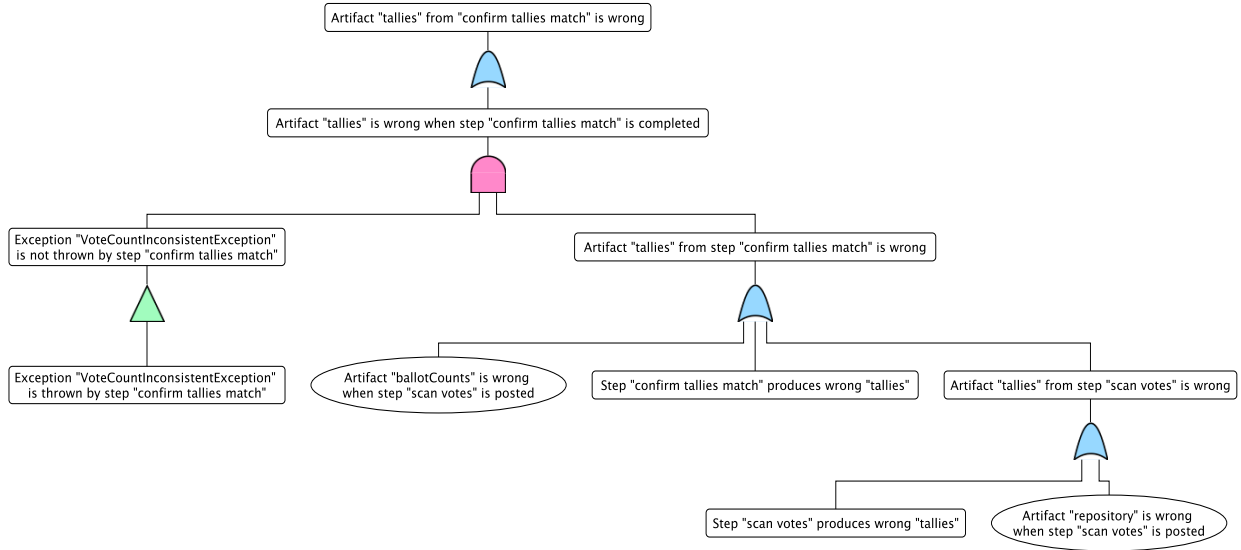 Artifact "tallies" from "confirm tallies match" is wrong
Artifact "tallies" is wrong when step "confirm tallies match" is completed
Exception "VoteCountInconsistentException"
is not thrown by step "confirm tallies match"
Artifact "tallies" from step "confirm tallies match" is wrong
Exception "VoteCountInconsistentException"
is thrown by step "confirm tallies match"
Artifact "ballotCounts" is wrong
when step "scan votes" is posted
Step "confirm tallies match" produces wrong "tallies"
Artifact "tallies" from step "scan votes" is wrong
Step "scan votes" produces wrong "tallies"
Artifact "repository" is wrong
when step "scan votes" is posted